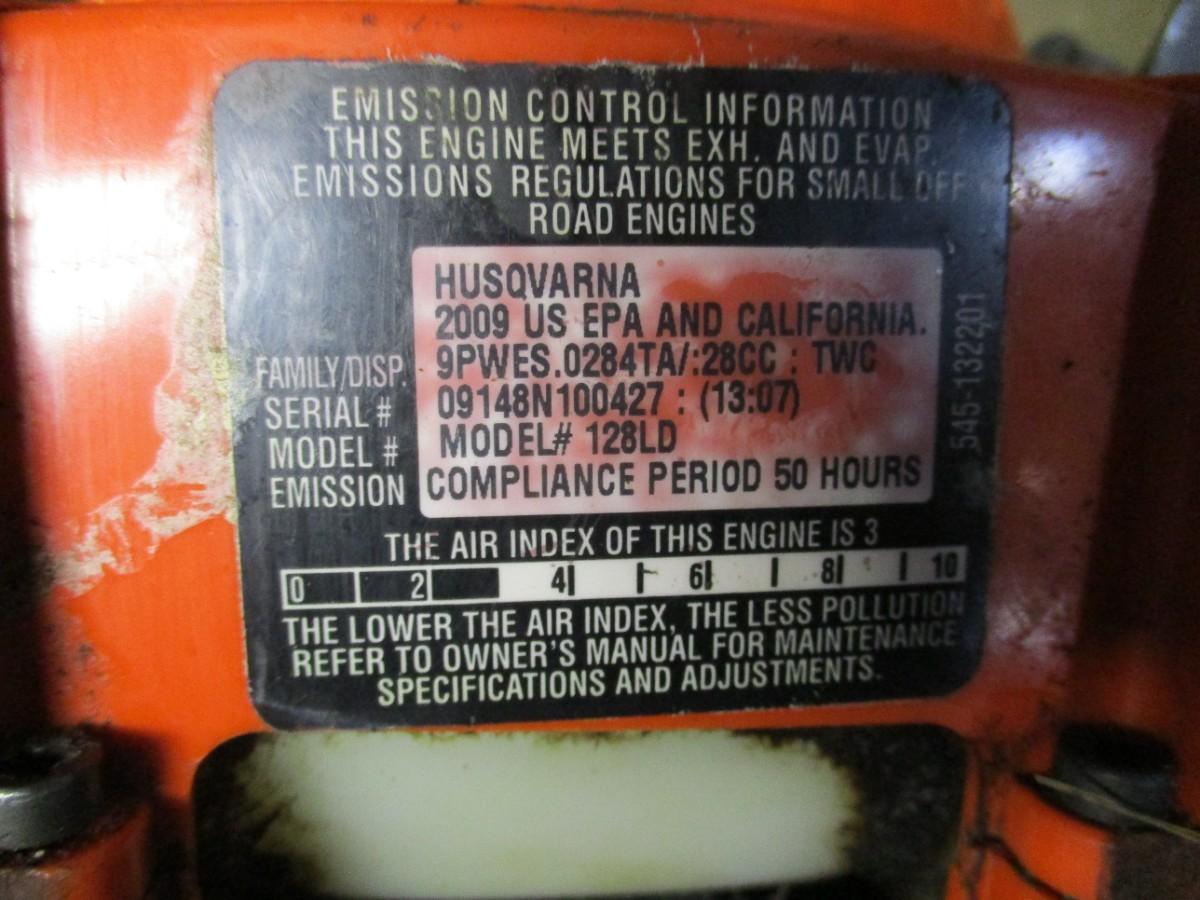 EMISSION CONTROL INFORMATION
THIS ENGINE MEETS EXH. AND EVAP.
EMISSIONS REGULATIONS FOR SMALL OFF
ROAD ENGINES
HUSQVARNA
2009 US EPA AND CALIFORNIA.
FAMILY/DISP. 9PWES.0284TA/:28CC : TWC
SERIAL # 09148N100427 : (13:07)
MODEL # MODEL# 128LD
EMISSION COMPLIANCE PERIOD 50 HOURS
545-132201
THE AIR INDEX OF THIS ENGINE IS 3
0 2 4 6 8 10
THE LOWER THE AIR INDEX, THE LESS POLLUTION
REFER TO OWNER'S MANUAL FOR MAINTENANCE
SPECIFICATIONS AND ADJUSTMENTS.